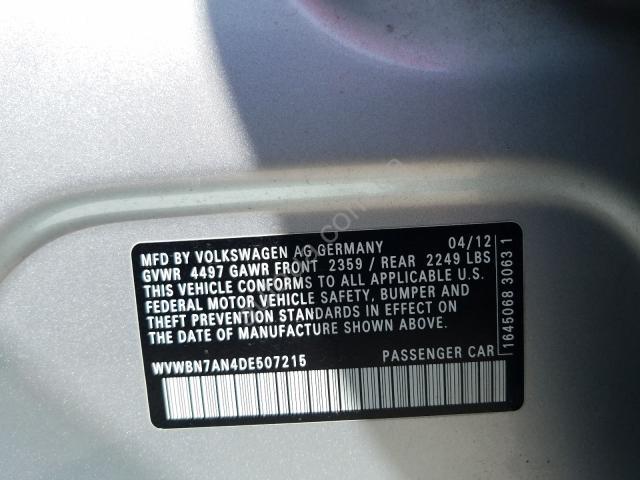 MFD BY VOLKSWAGEN AG GERMANY 04/12
GVWR 4497 GAWR FRONT 2359 / REAR 2249 LBS
THIS VEHICLE CONFORMS TO ALL APPLICABLE U.S.
FEDERAL MOTOR VEHICLE SAFETY, BUMPER AND
THEFT PREVENTION STANDARDS IN EFFECT ON
THE DATE OF MANUFACTURE SHOWN ABOVE.
WVWBN7AN4DE507215 PASSENGER CAR
1645068 3063 1